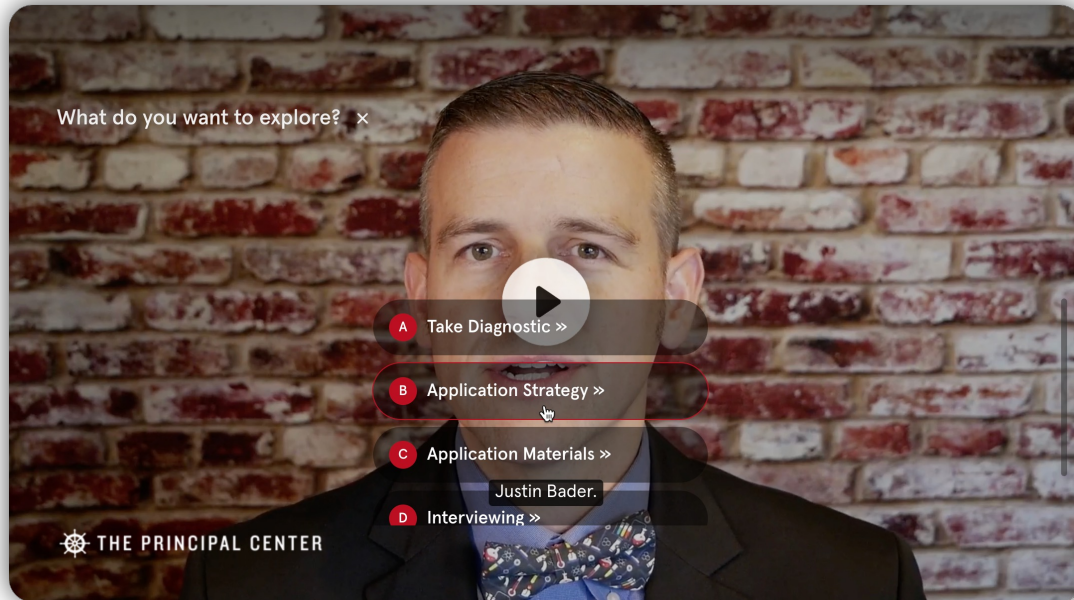 What do you want to explore? ×
A Take Diagnostic »
B Application Strategy »
C Application Materials »
Justin Bader.
D Interviewing »
THE PRINCIPAL CENTER